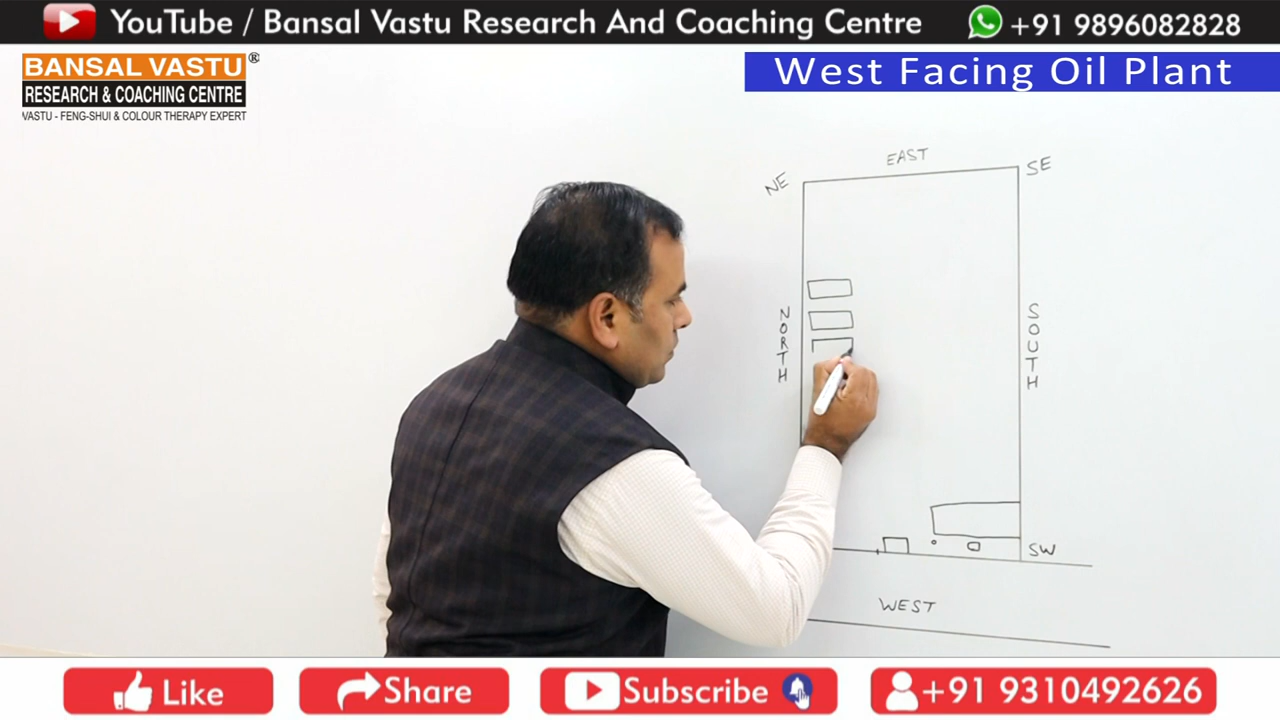 YouTube / Bansal Vastu Research And Coaching Centre
+91 9896082828
BANSAL VASTU®
RESEARCH & COACHING CENTRE
VASTU - FENG-SHUI & COLOUR THERAPY EXPERT
West Facing Oil Plant
EAST
NE
SE
NORTH
SOUTH
SW
WEST
Like
Share
Subscribe
+91 9310492626